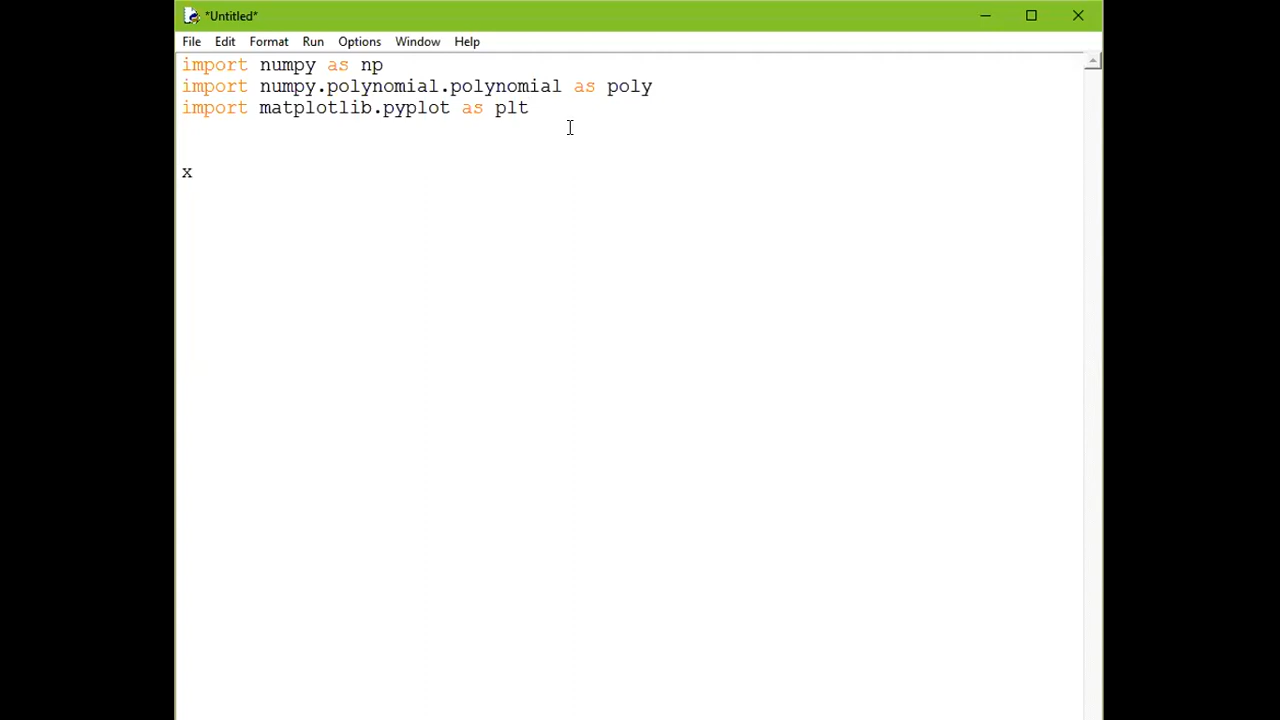 *Untitled*
File Edit Format Run Options Window Help
import numpy as np
import numpy.polynomial.polynomial as poly
import matplotlib.pyplot as plt
x